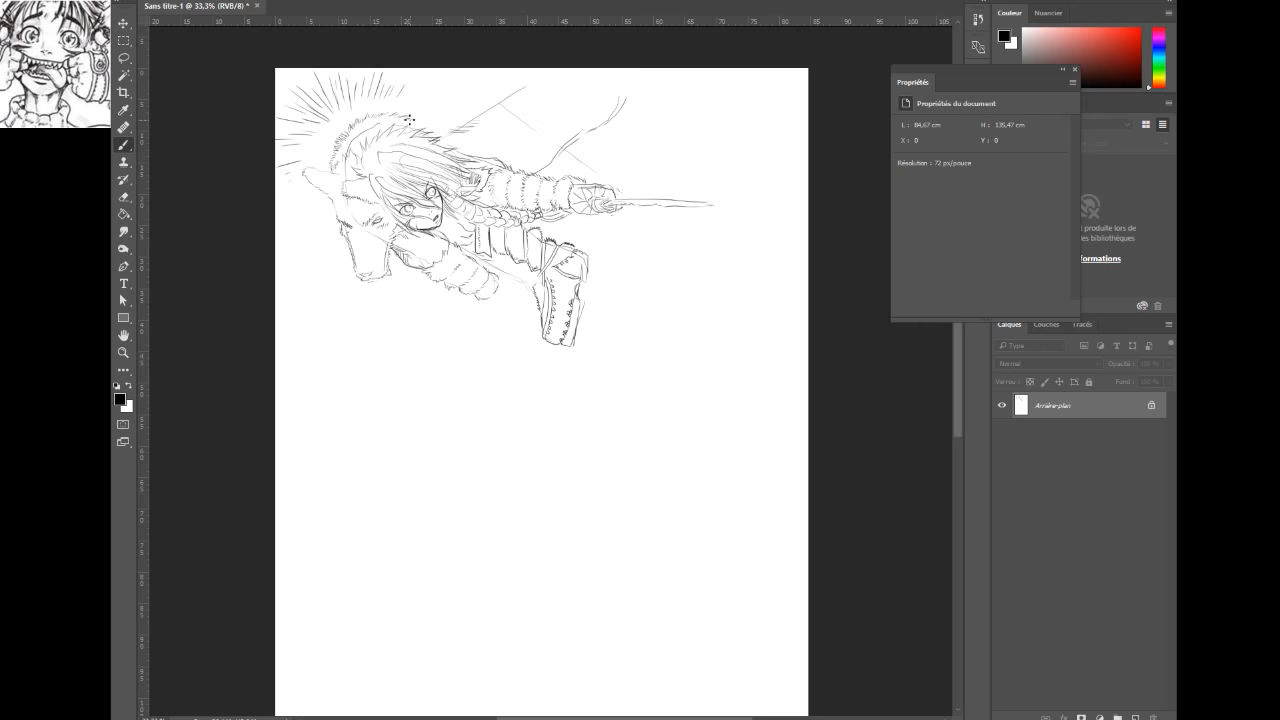 Sans titre-1 @ 33,3% (RVB/8) *
Couleur Nuancier
Propriétés
Propriétés du document
L : 84,67 cm H : 135,47 cm
X : 0 Y : 0
Résolution : 72 px/pouce
produite lors de
des bibliothèques
formations
Calques Couches Tracés
Type
Normal Opacité : 100 %
Verrou : Fond : 100 %
Arrière-plan